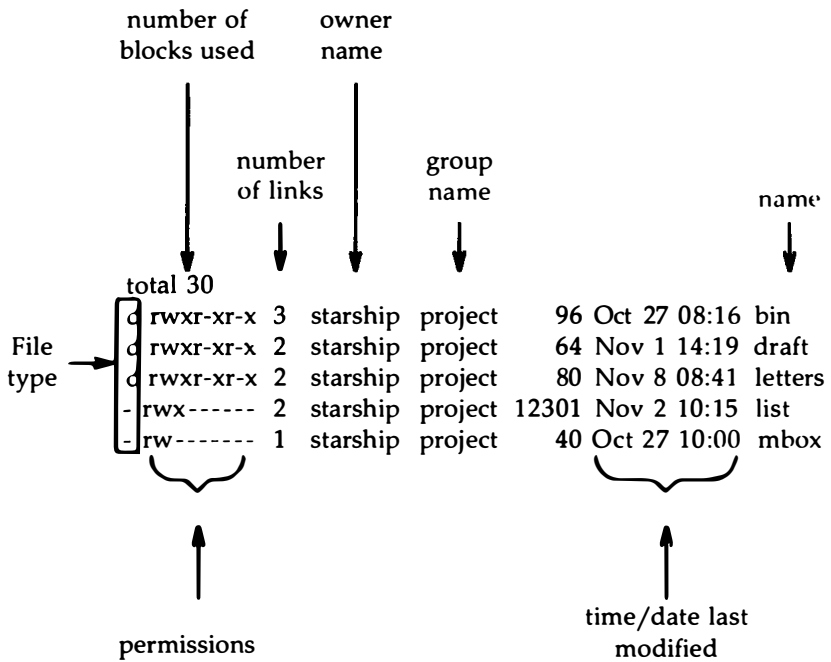 number of
blocks used
owner
name
number
of links
group
name
name
total 30
d rwxr-xr-x 3 starship project 96 Oct 27 08:16 bin
d rwxr-xr-x 2 starship project 64 Nov 1 14:19 draft
d rwxr-xr-x 2 starship project 80 Nov 8 08:41 letters
- rwx------ 2 starship project 12301 Nov 2 10:15 list
- rw------- 1 starship project 40 Oct 27 10:00 mbox
File
type
permissions
time/date last
modified